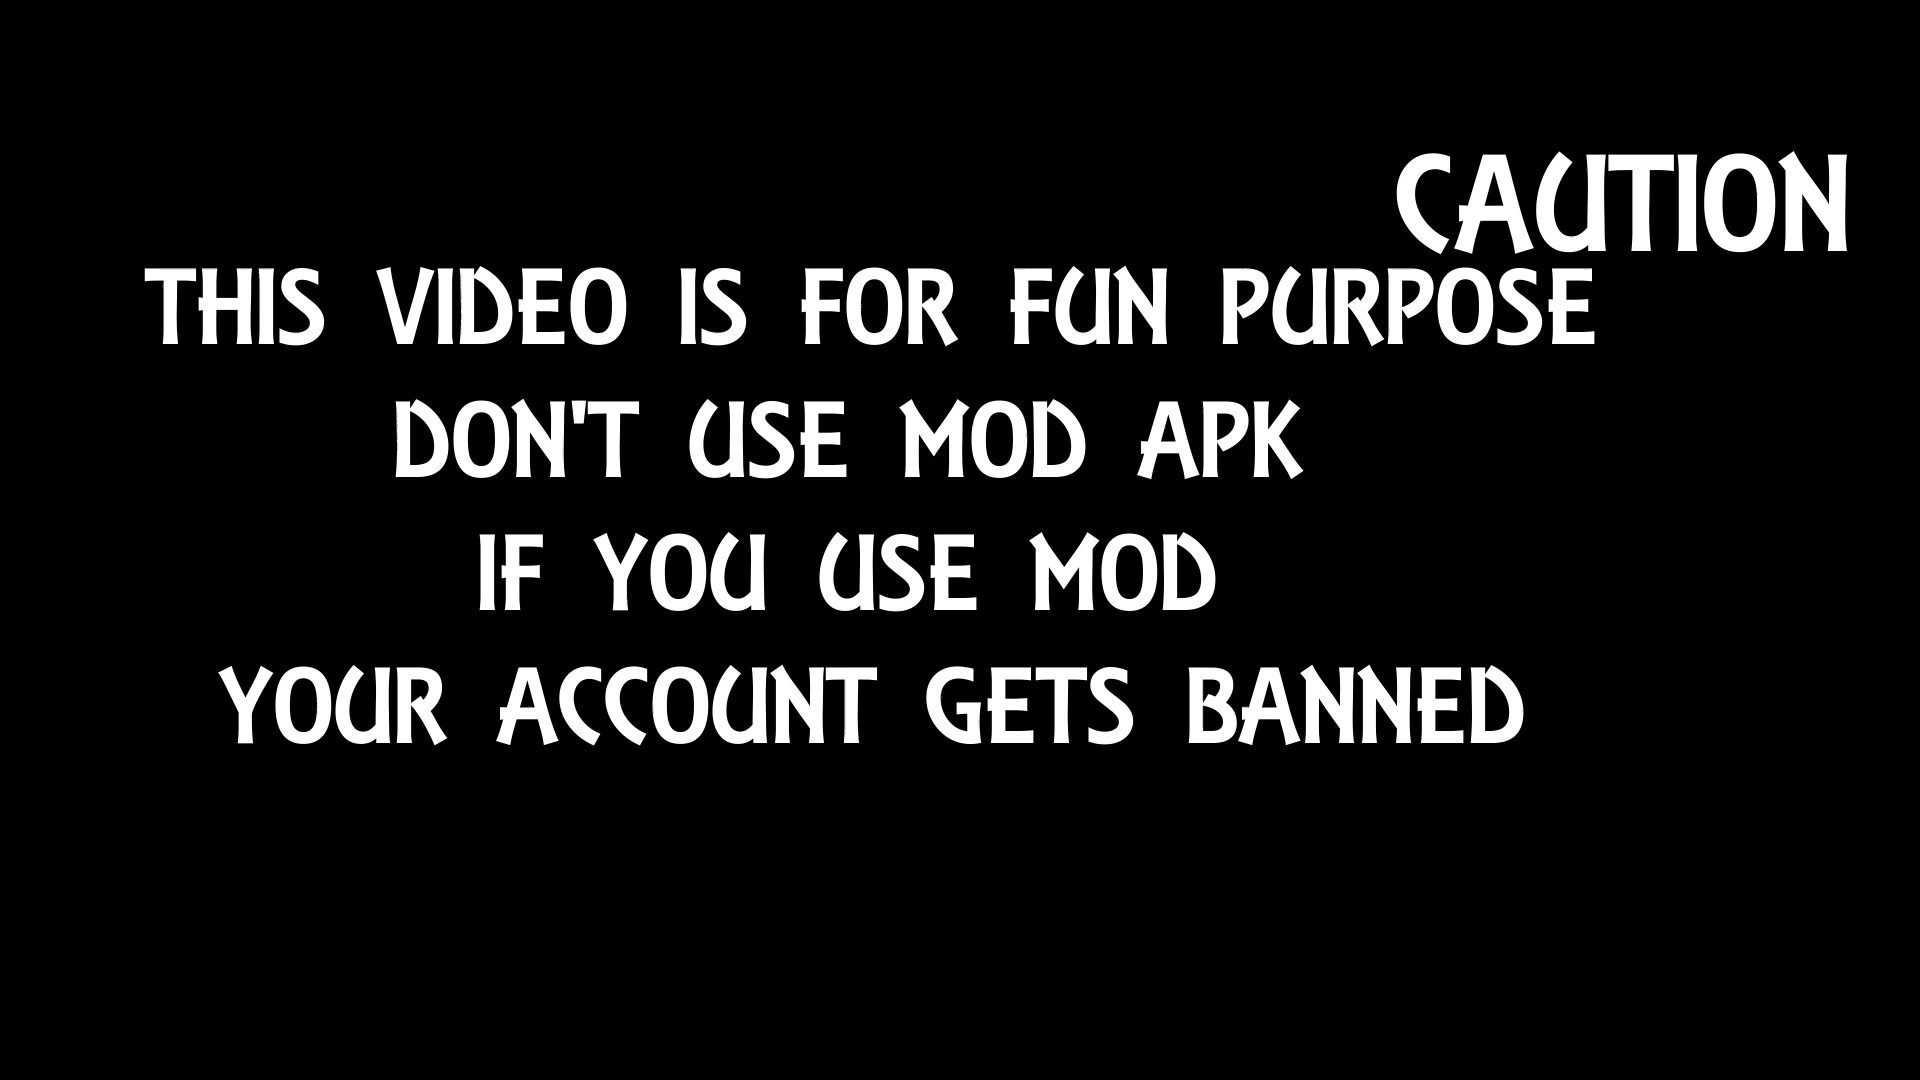 CAUTION
THIS VIDEO IS FOR FUN PURPOSE
DON'T USE MOD APK
IF YOU USE MOD
YOUR ACCOUNT GETS BANNED